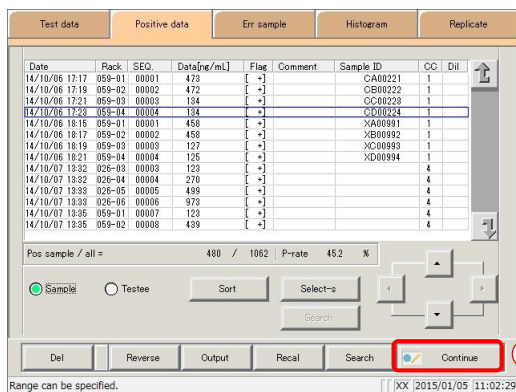 Test data Positive data Err sample Histogram Replicate
Date Rack SEQ. Data[ng/mL] Flag Comment Sample ID CC Dil
14/10/06 17:17 059-01 00001 473 [ +] CA00221 1
14/10/06 17:19 059-02 00002 472 [ +] CB00222 1
14/10/06 17:21 059-03 00003 134 [ +] CC00223 1
14/10/06 17:23 059-04 00004 134 [ +] CD00224 1
14/10/06 18:15 059-01 00001 458 [ +] XA00991 1
14/10/06 18:17 059-02 00002 458 [ +] XB00992 1
14/10/06 18:19 059-03 00003 127 [ +] XC00993 1
14/10/06 18:21 059-04 00004 125 [ +] XD00994 1
14/10/07 13:32 026-03 00003 123 [ +] 4
14/10/07 13:32 026-04 00004 270 [ +] 4
14/10/07 13:33 026-05 00005 499 [ +] 4
14/10/07 13:33 026-06 00006 973 [ +] 4
14/10/07 13:35 059-01 00007 123 [ +] 4
14/10/07 13:35 059-02 00008 439 [ +] 4
Pos sample / all = 480 / 1062 P-rate 45.2 %
Sample Testee Sort Select-s
Search
Del Reverse Output Recal Search Continue
Range can be specified. XX 2015/01/05 11:02:29